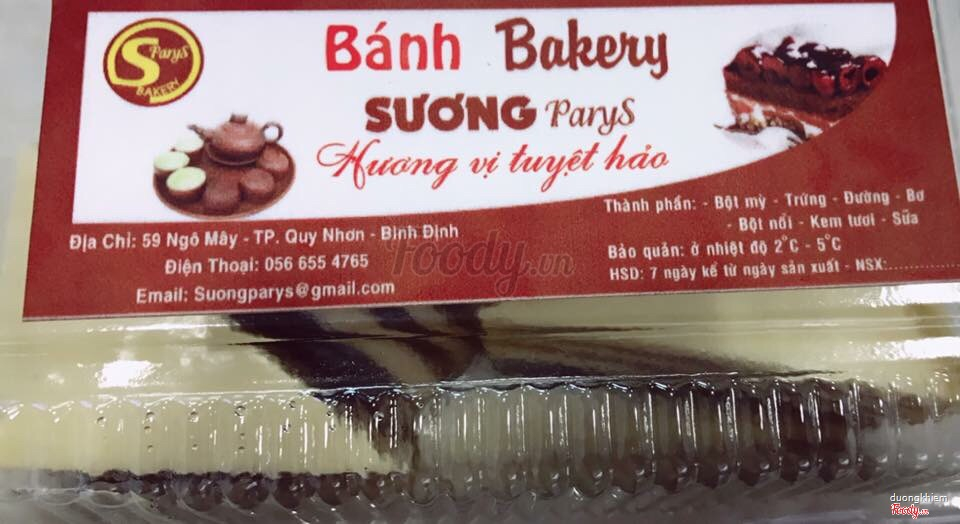 S ParyS
BAKERY
Bánh Bakery
SƯƠNG ParyS
Hương vị tuyệt hảo
Địa Chỉ: 59 Ngô Mây - TP. Quy Nhơn - Bình Định
Điện Thoại: 056 655 4765
Email: Suongparys@gmail.com
Thành phần: - Bột mỳ - Trứng - Đường - Bơ
- Bột nổi - Kem tươi - Sữa
Bảo quản: ở nhiệt độ 2°C - 5°C
HSD: 7 ngày kể từ ngày sản xuất - NSX:................
foody.vn
duongkhiem
Foody.vn